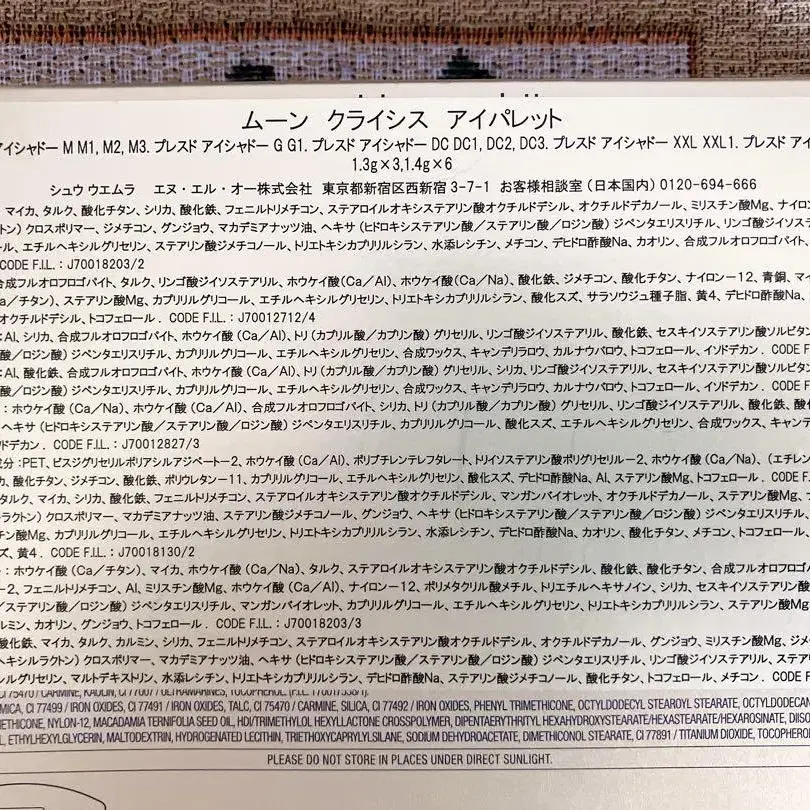 ムーン クライシス アイパレット
アイシャドー M M1, M2, M3. プレスド アイシャドー G G1. プレスド アイシャドー DC DC1, DC2, DC3. プレスド アイシャドー XXL XXL1. プレスド アイ
1.3g×3,1.4g×6
シュウ ウエムラ エヌ・エル・オー株式会社 東京都新宿区西新宿 3-7-1 お客様相談室 (日本国内) 0120-694-666
マイカ、タルク、酸化チタン、シリカ、酸化鉄、フェニルトリメチコン、ステアロイルオキシステアリン酸オクチルドデシル、オクチルドデカノール、ミリスチン酸Mg、ナイロン
トン) クロスポリマー、ジメチコン、グンジョウ、マカデミアナッツ油、ヘキサ (ヒドロキシステアリン酸/ステアリン酸/ロジン酸) ジペンタエリスリチル、リンゴ酸ジイソステ
ール、エチルヘキシルグリセリン、ステアリン酸ジメチコノール、トリエトキシカプリリルシラン、水添レシチン、メチコン、デヒドロ酢酸Na、カオリン、合成フルオロフロゴパイト、
CODE F.I.L. : J70018203/2
合成フルオロフロゴパイト、タルク、リンゴ酸ジイソステアリル、ホウケイ酸(Ca/Al)、ホウケイ酸(Ca/Na)、酸化鉄、ジメチコン、酸化チタン、ナイロン-12、青銅、マイ
a/チタン)、ステアリン酸Mg、カプリリルグリコール、エチルヘキシルグリセリン、トリエトキシカプリリルシラン、酸化スズ、サラソウジュ種子脂、黄4、デヒドロ酢酸Na、
オクチルドデシル、トコフェロール . CODE F.I.L. : J70012712/4
: Al、シリカ、合成フルオロフロゴパイト、ホウケイ酸 (Ca/Al)、トリ (カプリル酸/カプリン酸) グリセリル、リンゴ酸ジイソステアリル、酸化鉄、セスキイソステアリン酸ソルビタン
酸/ロジン酸) ジペンタエリスリチル、カプリリルグリコール、エチルヘキシルグリセリン、合成ワックス、キャンデリラロウ、カルナウバロウ、トコフェロール、イソドデカン . CODE F
: Al、酸化鉄、合成フルオロフロゴパイト、ホウケイ酸 (Ca/Al)、トリ (カプリル酸/カプリン酸) グリセリル、シリカ、リンゴ酸ジイソステアリル、セスキイソステアリン酸ソルビタン
酸/ロジン酸) ジペンタエリスリチル、カプリリルグリコール、エチルヘキシルグリセリン、合成ワックス、キャンデリラロウ、カルナウバロウ、トコフェロール、イソドデカン . CODE F
: ホウケイ酸 (Ca/Na)、ホウケイ酸 (Ca/Al)、合成フルオロフロゴパイト、シリカ、トリ (カプリル酸/カプリン酸) グリセリル、リンゴ酸ジイソステアリル、酸化鉄、酸
(ヒドロキシステアリン酸/ステアリン酸/ロジン酸) ジペンタエリスリチル、カプリリルグリコール、酸化スズ、エチルヘキシルグリセリン、合成ワックス、キャンデ
ドデカン . CODE F.I.L. : J70012827/3
成分 : PET、ビスジグリセリルポリアシルアジペート-2、ホウケイ酸 (Ca/Al)、ポリブチレンテレフタレート、トリイソステアリン酸ポリグリセリル-2、ホウケイ酸 (Ca/Na)、(エチレン
カ、酸化チタン、ジメチコン、酸化鉄、ポリウレタン-11、カプリリルグリコール、エチルヘキシルグリセリン、酸化スズ、デヒドロ酢酸Na、Al、ステアリン酸Mg、トコフェロール . CODE F
タルク、マイカ、シリカ、酸化鉄、フェニルトリメチコン、ステアロイルオキシステアリン酸オクチルドデシル、マンガンバイオレット、オクチルドデカノール、ステアリン酸Mg、
ラクトン) クロスポリマー、マカデミアナッツ油、ステアリン酸ジメチコノール、グンジョウ、ヘキサ (ヒドロキシステアリン酸/ステアリン酸/ロジン酸) ジペンタエリスリチル、
チン酸Mg、カプリリルグリコール、エチルヘキシルグリセリン、トリエトキシカプリリルシラン、水添レシチン、デヒドロ酢酸Na、カオリン、酸化チタン、メチコン、トコフェロール、
ズ、黄4 . CODE F.I.L. : J70018130/2
: ホウケイ酸 (Ca/チタン)、マイカ、ホウケイ酸 (Ca/Na)、タルク、ステアロイルオキシステアリン酸オクチルドデシル、酸化鉄、酸化チタン、合成フルオロフロゴパ
-2、フェニルトリメチコン、Al、ミリスチン酸Mg、ホウケイ酸 (Ca/Al)、ナイロン-12、ポリメタクリル酸メチル、トリエチルヘキサノイン、シリカ、セスキイソステア
/ステアリン酸/ロジン酸) ジペンタエリスリチル、マンガンバイオレット、カプリリルグリコール、エチルヘキシルグリセリン、トリエトキシカプリリルシラン、ステアリン酸Mg
ルミン、カオリン、グンジョウ、トコフェロール . CODE F.I.L. : J70018203/3
酸化鉄、マイカ、タルク、カルミン、シリカ、フェニルトリメチコン、ステアロイルオキシステアリン酸オクチルドデシル、オクチルドデカノール、グンジョウ、ミリスチン酸Mg、ジメ
ヘキシルラクトン) クロスポリマー、マカデミアナッツ油、ヘキサ (ヒドロキシステアリン酸/ステアリン酸/ロジン酸) ジペンタエリスリチル、リンゴ酸ジイソステアリル、ステア
シルグリセリン、マルトデキストリン、水添レシチン、トリエトキシカプリリルシラン、デヒドロ酢酸Na、ステアリン酸ジメチコノール、酸化チタン、トコフェロール、メチコン . CODE F
CI 75470 / CARMINE, KAOLIN, CI 77007 / ULTRAMARINES, TOCOPHEROL
MICA, CI 77499 / IRON OXIDES, CI 77491 / IRON OXIDES, TALC, CI 75470 / CARMINE, SILICA, CI 77492 / IRON OXIDES, PHENYL TRIMETHICONE, OCTYLDODECYL STEAROYL STEARATE, OCTYLDODECAN
METHICONE, NYLON-12, MACADAMIA TERNIFOLIA SEED OIL, HDI/TRIMETHYLOL HEXYLLACTONE CROSSPOLYMER, DIPENTAERYTHRITYL HEXAHYDROXYSTEARATE/HEXASTEARATE/HEXAROSINATE, DIISO
L, ETHYLHEXYLGLYCERIN, MALTODEXTRIN, HYDROGENATED LECITHIN, TRIETHOXYCAPRYLYLSILANE, SODIUM DEHYDROACETATE, DIMETHICONOL STEARATE, CI 77891 / TITANIUM DIOXIDE, TOCOPHERO
PLEASE DO NOT STORE IN PLACES UNDER DIRECT SUNLIGHT.